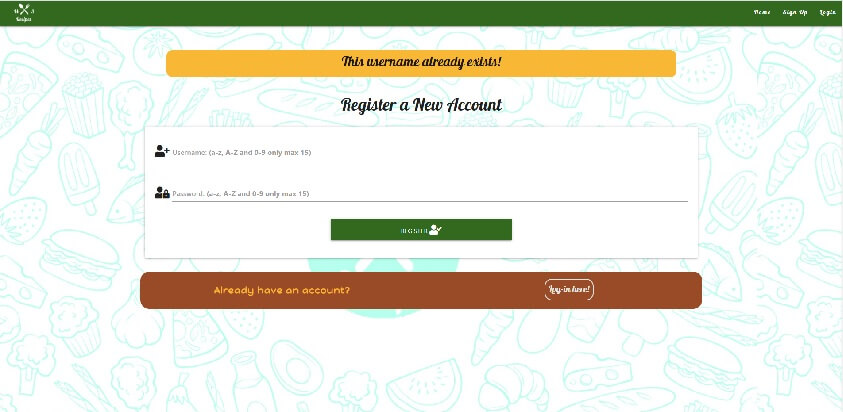 Recipes
Home Sign Up Login
This username already exists!
Register a New Account
Username: (a-z, A-Z and 0-9 only max 15)
Password: (a-z, A-Z and 0-9 only max 15)
REGISTER
Already have an account?
Log-in here!